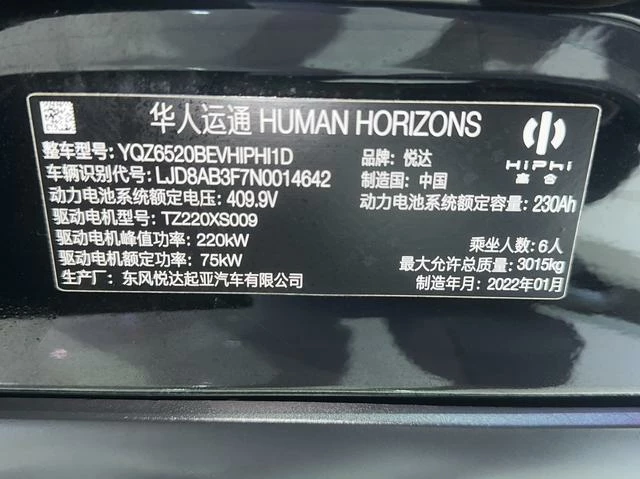 华人运通 HUMAN HORIZONS
整车型号: YQZ6520BEVHIPHI1D
品牌: 悦达
车辆识别代号: LJD8AB3F7N0014642
制造国: 中国
动力电池系统额定电压: 409.9V
动力电池系统额定容量: 230Ah
驱动电机型号: TZ220XS009
驱动电机峰值功率: 220kW
乘坐人数: 6人
驱动电机额定功率: 75kW
最大允许总质量: 3015kg
生产厂: 东风悦达起亚汽车有限公司
制造年月: 2022年01月
HiPhi
高合